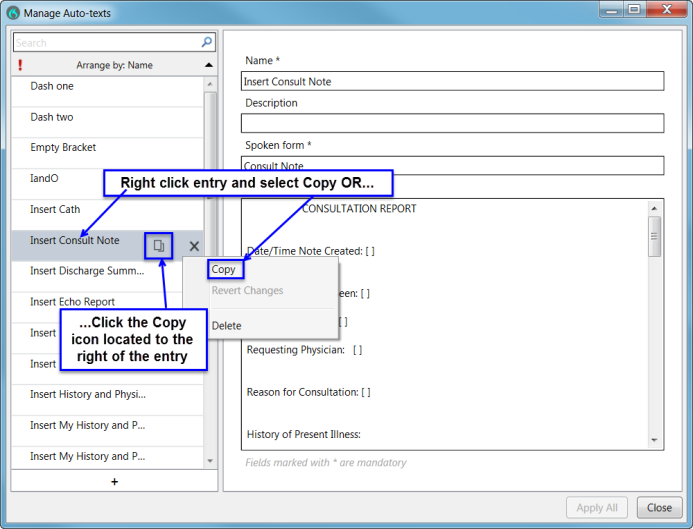 Manage Auto-texts
Search
! Arrange by: Name
Dash one
Dash two
Empty Bracket
IandO
Insert Cath
Insert Consult Note
Insert Discharge Summ...
Insert Echo Report
Insert
Insert
Insert History and Physi...
Insert My History and P...
Insert My History and P...
+
Right click entry and select Copy OR...
...Click the Copy
icon located to the
right of the entry
Copy
Revert Changes
Delete
Name *
Insert Consult Note
Description
Spoken form *
Consult Note
CONSULTATION REPORT
Date/Time Note Created: [ ]
een: [ ]
[ ]
Requesting Physician: [ ]
Reason for Consultation: [ ]
History of Present Illness:
Fields marked with * are mandatory
Apply All
Close